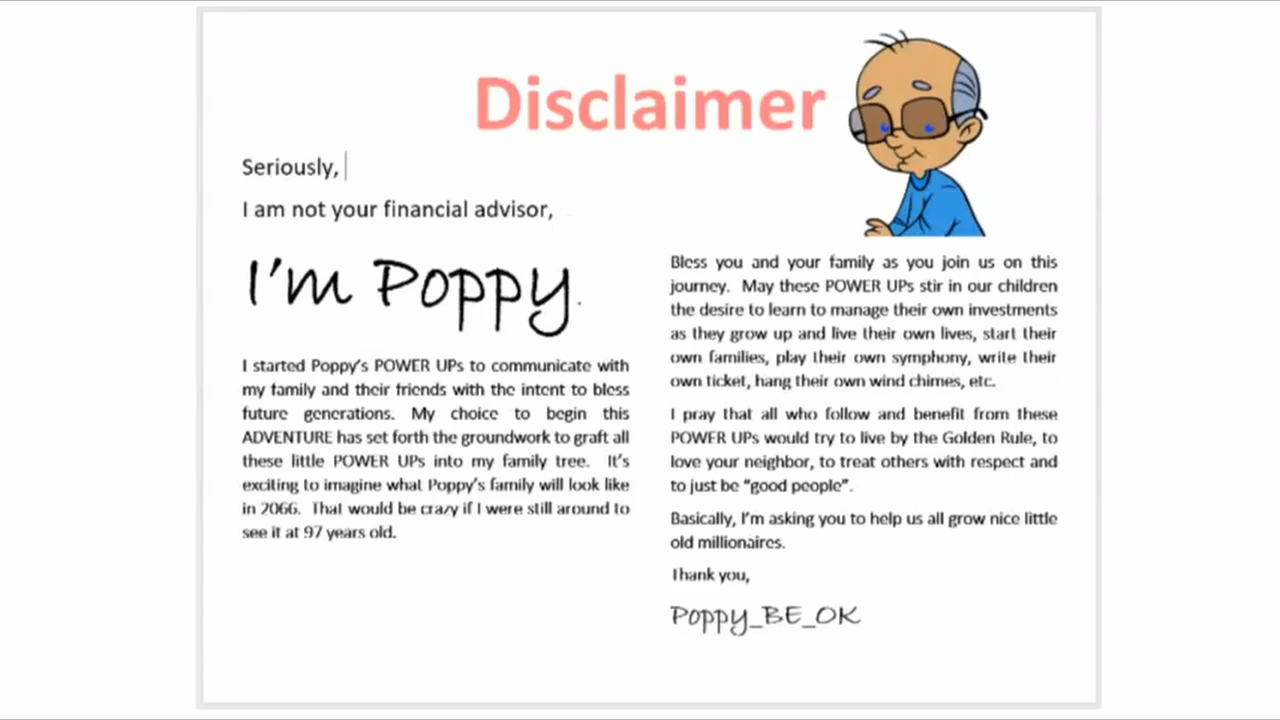 Disclaimer
Seriously,
I am not your financial advisor,
I'm Poppy.
I started Poppy's POWER UPs to communicate with
my family and their friends with the intent to bless
future generations. My choice to begin this
ADVENTURE has set forth the groundwork to graft all
these little POWER UPs into my family tree. It's
exciting to imagine what Poppy's family will look like
in 2066. That would be crazy if I were still around to
see it at 97 years old.
Bless you and your family as you join us on this
journey. May these POWER UPs stir in our children
the desire to learn to manage their own investments
as they grow up and live their own lives, start their
own families, play their own symphony, write their
own ticket, hang their own wind chimes, etc.
I pray that all who follow and benefit from these
POWER UPs would try to live by the Golden Rule, to
love your neighbor, to treat others with respect and
to just be "good people".
Basically, I'm asking you to help us all grow nice little
old millionaires.
Thank you,
Poppy_BE_OK